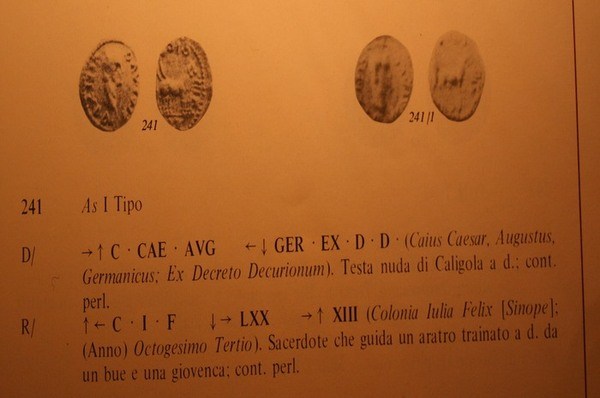 241 241/1
241 As I Tipo
D/ →↑ C · CAE · AVG ←↓ GER · EX · D · D · (Caius Caesar, Augustus,
Germanicus; Ex Decreto Decurionum). Testa nuda di Caligola a d.; cont.
perl.
R/ ↑← C · I · F ↓→ LXX →↑ XIII (Colonia Iulia Felix [Sinope];
(Anno) Octogesimo Tertio). Sacerdote che guida un aratro trainato a d. da
un bue e una giovenca; cont. perl.